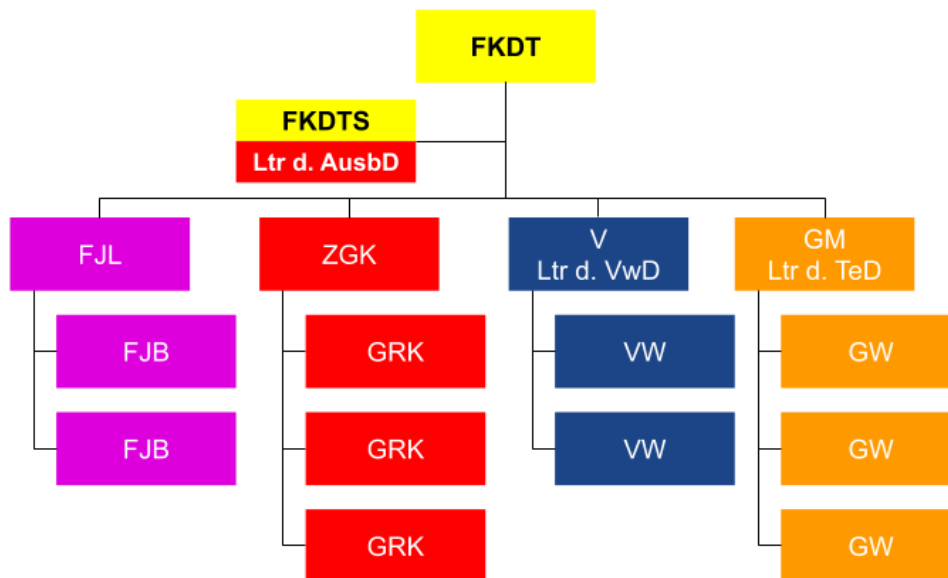 FKDT
FKDTS
Ltr d. AusbD
FJL
ZGK
V
Ltr d. VwD
GM
Ltr d. TeD
FJB
GRK
VW
GW
FJB
GRK
VW
GW
GRK
GW